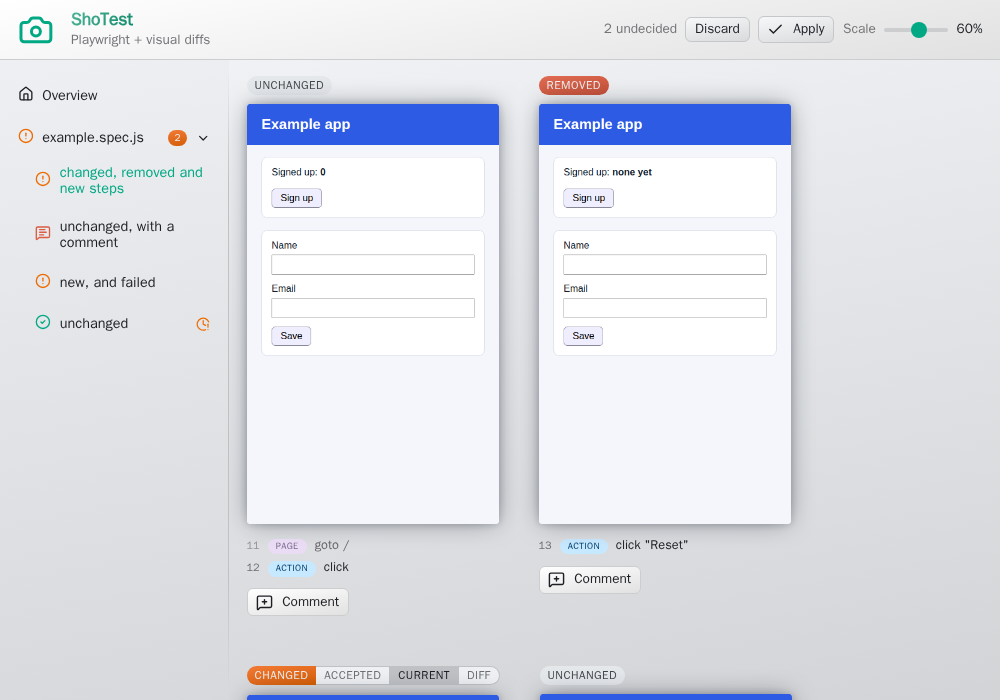 ShoTest
Playwright + visual diffs
2 undecided
Discard
Apply
Scale
60%
Overview
example.spec.js
2
changed, removed and
new steps
unchanged, with a
comment
new, and failed
unchanged
UNCHANGED
Example app
Signed up: 0
Sign up
Name
Email
Save
11 PAGE goto /
12 ACTION click
Comment
REMOVED
Example app
Signed up: none yet
Sign up
Name
Email
Save
13 ACTION click "Reset"
Comment
CHANGED ACCEPTED CURRENT DIFF
UNCHANGED